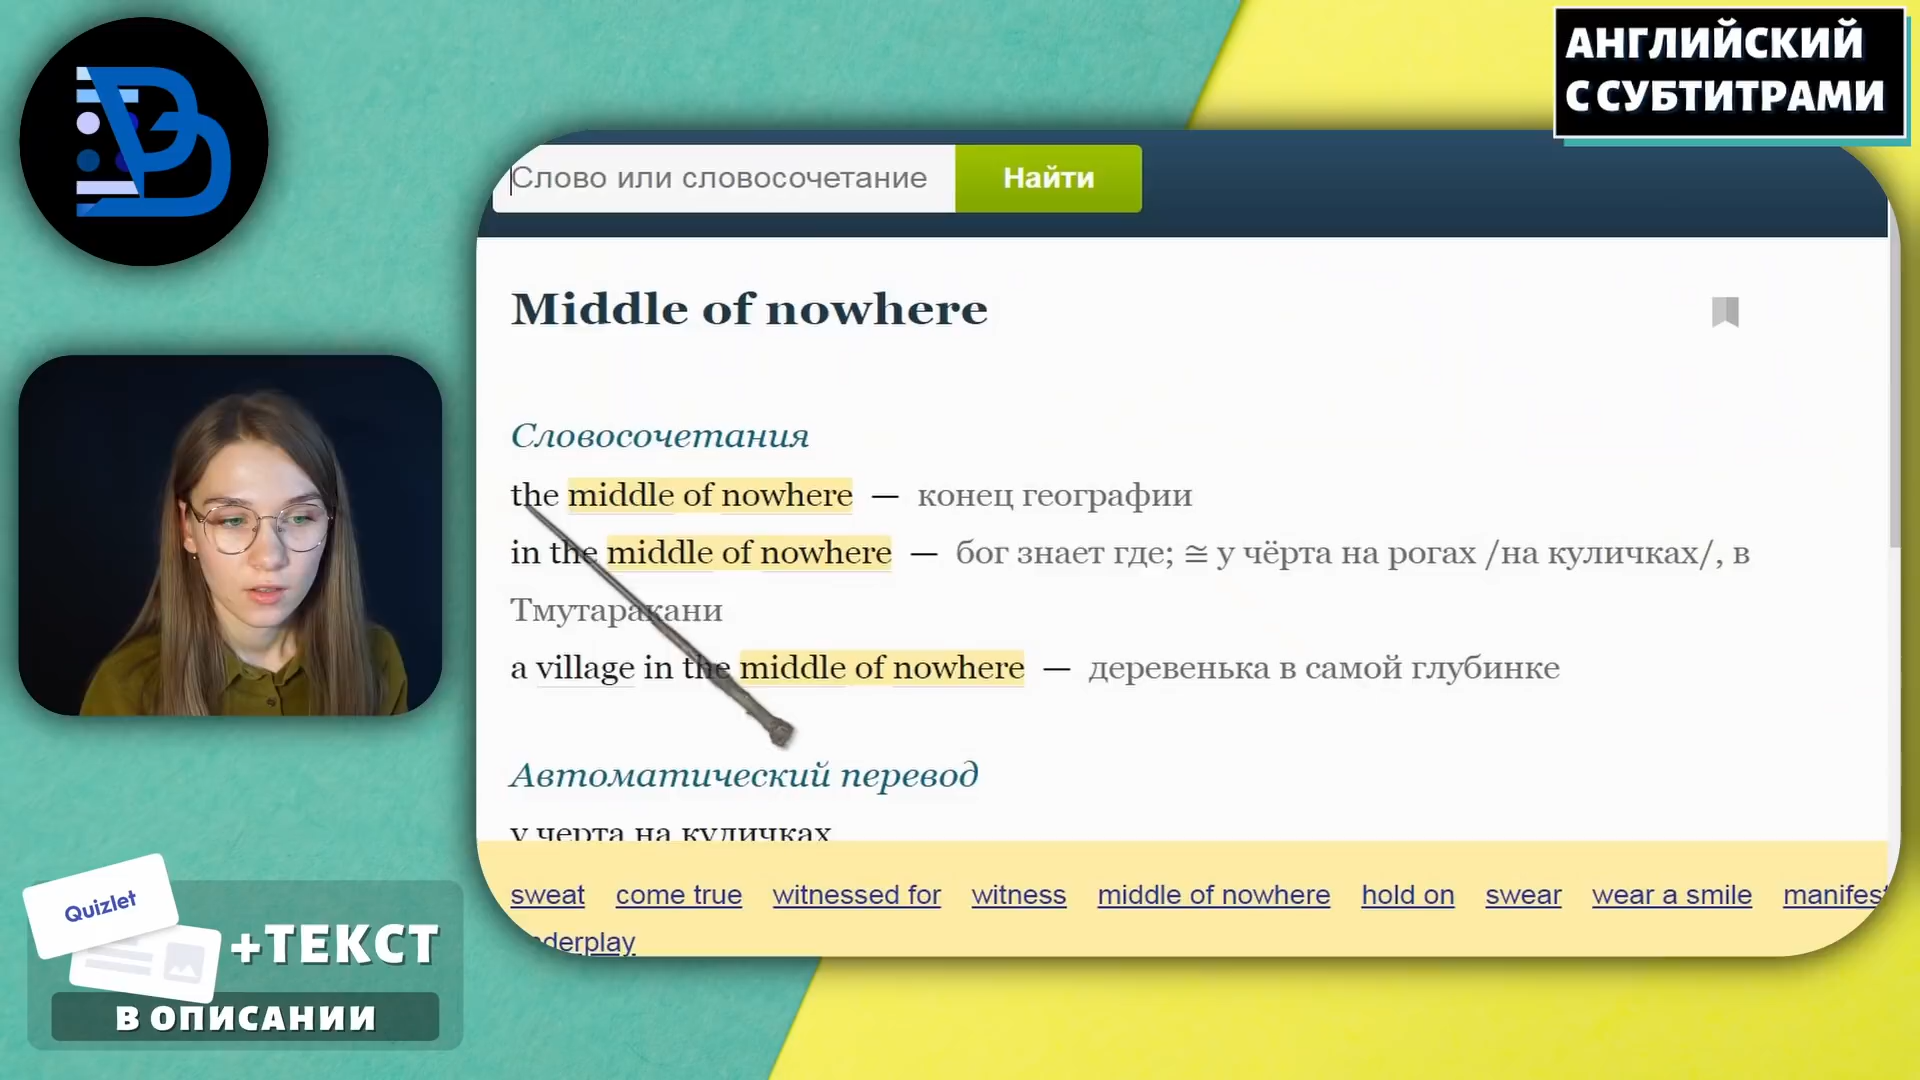 АНГЛИЙСКИЙ
С СУБТИТРАМИ
Слово или словосочетание
Найти
Middle of nowhere
Словосочетания
the middle of nowhere — конец географии
in the middle of nowhere — бог знает где; ≅ у чёрта на рогах /на куличках/, в
Тмутаракани
a village in the middle of nowhere — деревенька в самой глубинке
Автоматический перевод
у черта на куличках
sweat come true witnessed for witness middle of nowhere hold on swear wear a smile manifest
derplay
Quizlet
+ТЕКСТ
В ОПИСАНИИ